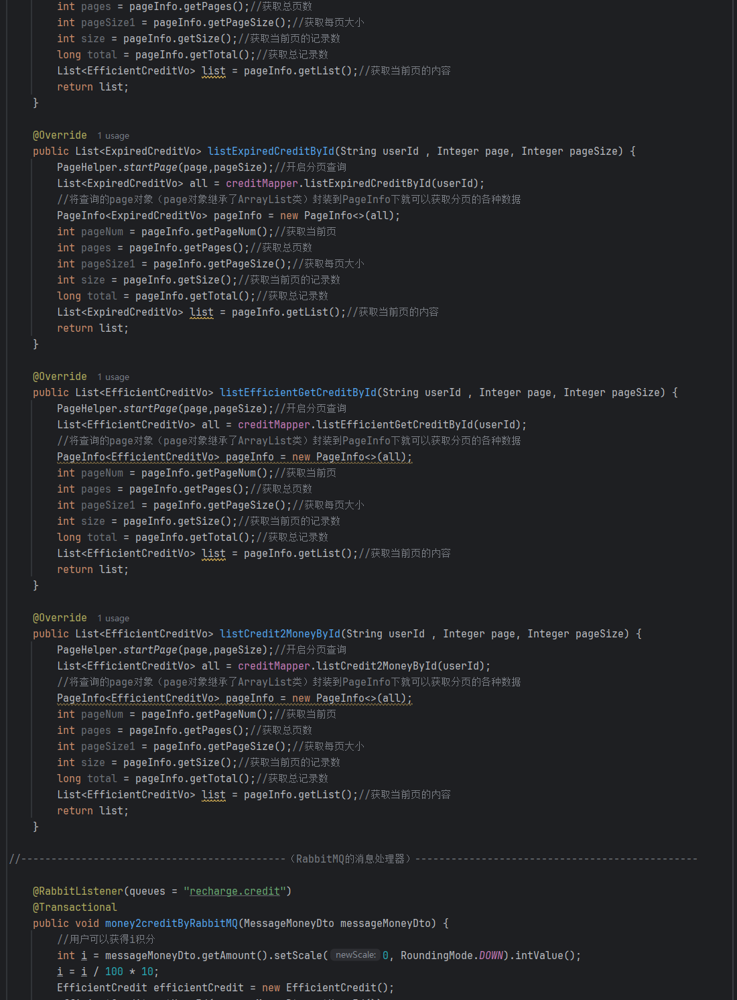 int pages = pageInfo.getPages();//获取总页数
int pageSize1 = pageInfo.getPageSize();//获取每页大小
int size = pageInfo.getSize();//获取当前页的记录数
long total = pageInfo.getTotal();//获取总记录数
List<EfficientCreditVo> list = pageInfo.getList();//获取当前页的内容
return list;
}
@Override 1 usage
public List<ExpiredCreditVo> listExpiredCreditById(String userId , Integer page, Integer pageSize) {
PageHelper.startPage(page,pageSize);//开启分页查询
List<ExpiredCreditVo> all = creditMapper.listExpiredCreditById(userId);
//将查询的page对象（page对象继承了ArrayList类）封装到PageInfo下就可以获取分页的各种数据
PageInfo<ExpiredCreditVo> pageInfo = new PageInfo<>(all);
int pageNum = pageInfo.getPageNum();//获取当前页
int pages = pageInfo.getPages();//获取总页数
int pageSize1 = pageInfo.getPageSize();//获取每页大小
int size = pageInfo.getSize();//获取当前页的记录数
long total = pageInfo.getTotal();//获取总记录数
List<ExpiredCreditVo> list = pageInfo.getList();//获取当前页的内容
return list;
}
@Override 1 usage
public List<EfficientCreditVo> listEfficientGetCreditById(String userId , Integer page, Integer pageSize) {
PageHelper.startPage(page,pageSize);//开启分页查询
List<EfficientCreditVo> all = creditMapper.listEfficientGetCreditById(userId);
//将查询的page对象（page对象继承了ArrayList类）封装到PageInfo下就可以获取分页的各种数据
PageInfo<EfficientCreditVo> pageInfo = new PageInfo<>(all);
int pageNum = pageInfo.getPageNum();//获取当前页
int pages = pageInfo.getPages();//获取总页数
int pageSize1 = pageInfo.getPageSize();//获取每页大小
int size = pageInfo.getSize();//获取当前页的记录数
long total = pageInfo.getTotal();//获取总记录数
List<EfficientCreditVo> list = pageInfo.getList();//获取当前页的内容
return list;
}
@Override 1 usage
public List<EfficientCreditVo> listCredit2MoneyById(String userId , Integer page, Integer pageSize) {
PageHelper.startPage(page,pageSize);//开启分页查询
List<EfficientCreditVo> all = creditMapper.listCredit2MoneyById(userId);
//将查询的page对象（page对象继承了ArrayList类）封装到PageInfo下就可以获取分页的各种数据
PageInfo<EfficientCreditVo> pageInfo = new PageInfo<>(all);
int pageNum = pageInfo.getPageNum();//获取当前页
int pages = pageInfo.getPages();//获取总页数
int pageSize1 = pageInfo.getPageSize();//获取每页大小
int size = pageInfo.getSize();//获取当前页的记录数
long total = pageInfo.getTotal();//获取总记录数
List<EfficientCreditVo> list = pageInfo.getList();//获取当前页的内容
return list;
}
//--------------------------------------------（RabbitMQ的消息处理器）-----------------------------------------------
@RabbitListener(queues = "recharge.credit")
@Transactional
public void money2creditByRabbitMQ(MessageMoneyDto messageMoneyDto) {
//用户可以获得i积分
int i = messageMoneyDto.getAmount().setScale( newScale: 0, RoundingMode.DOWN).intValue();
i = i / 100 * 10;
EfficientCredit efficientCredit = new EfficientCredit();